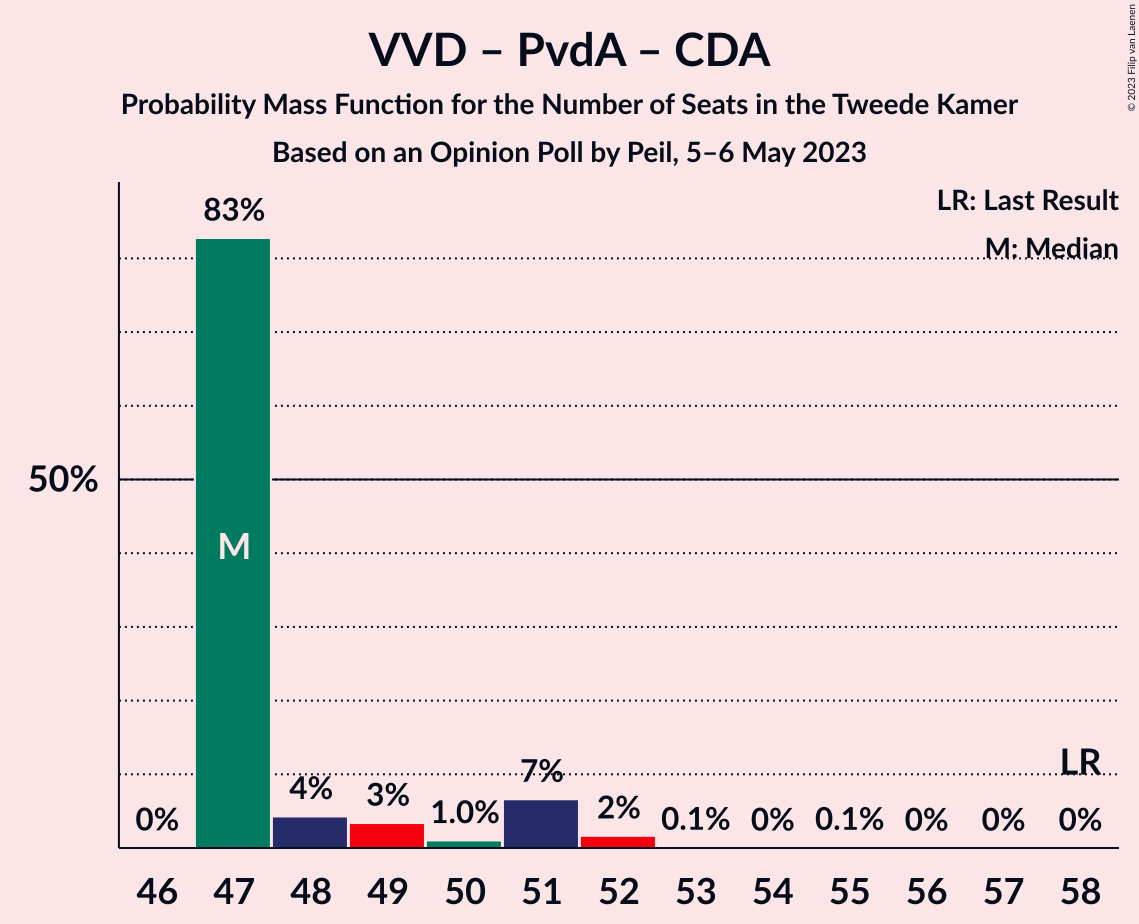 VVD – PvdA – CDA
Probability Mass Function for the Number of Seats in the Tweede Kamer
Based on an Opinion Poll by Peil, 5–6 May 2023
© 2023 Filip van Laenen
LR: Last Result
M: Median
83%
50%
M
LR
0% 4% 3% 1.0% 7% 2% 0.1% 0% 0.1% 0% 0% 0%
46 47 48 49 50 51 52 53 54 55 56 57 58